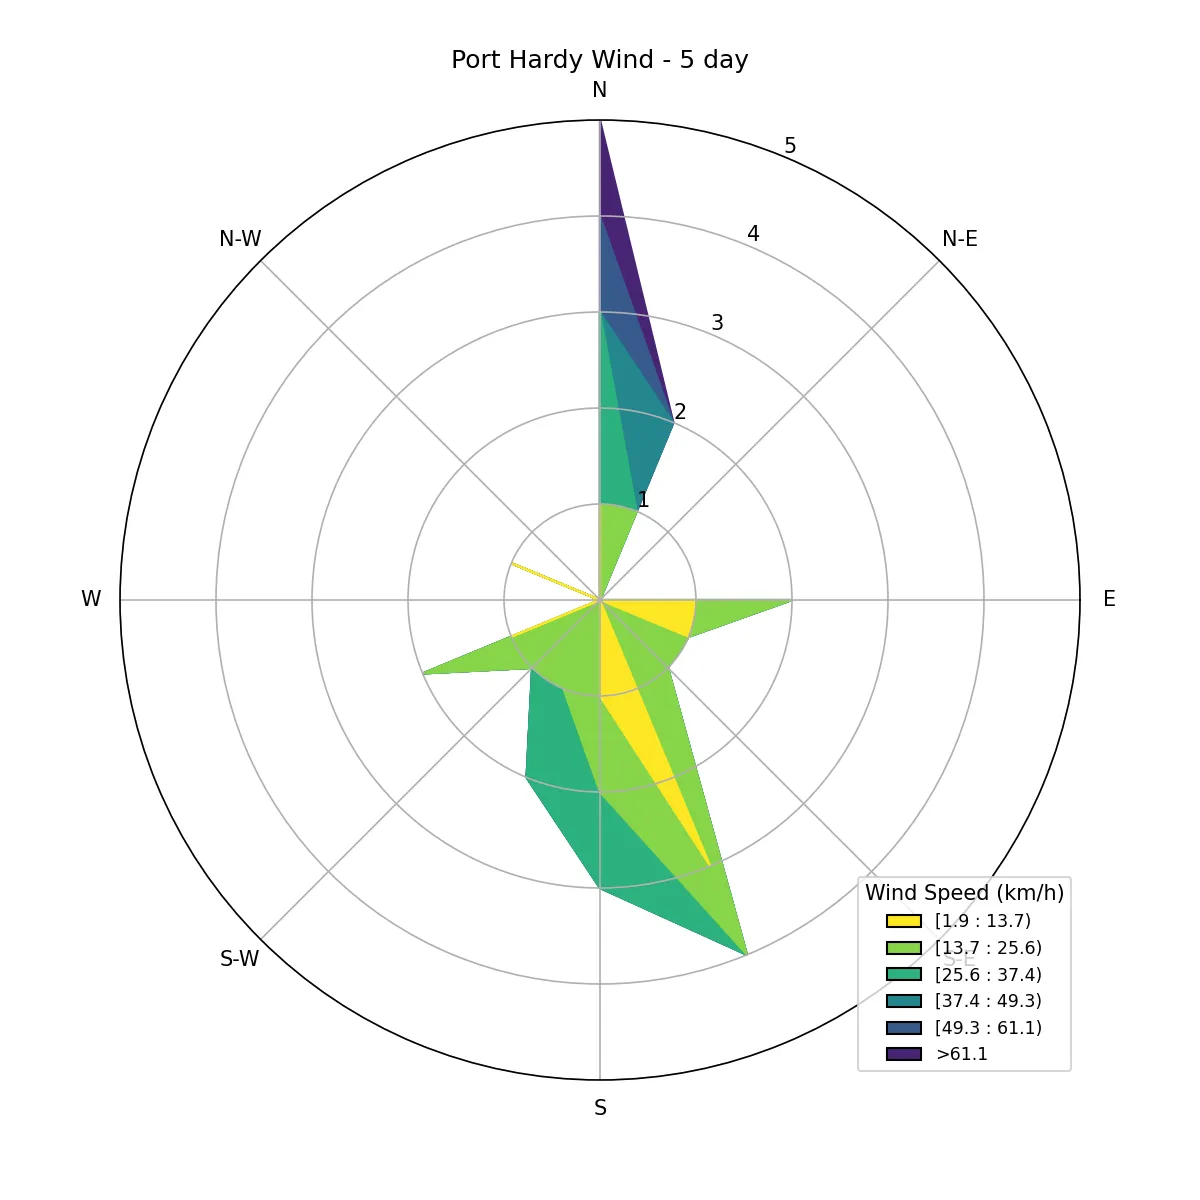 Port Hardy Wind - 5 day
N
5
N-W
4
N-E
3
2
1
W
E
S-W
S-E
S
Wind Speed (km/h)
[1.9 : 13.7)
[13.7 : 25.6)
[25.6 : 37.4)
[37.4 : 49.3)
[49.3 : 61.1)
>61.1